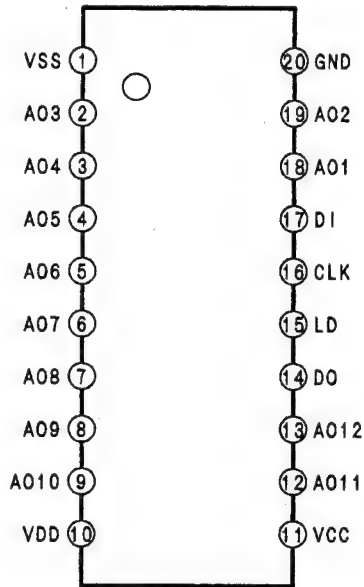 VSS 1 20 GND
AO3 2 19 AO2
AO4 3 18 AO1
AO5 4 17 DI
AO6 5 16 CLK
AO7 6 15 LD
AO8 7 14 DO
AO9 8 13 AO12
AO10 9 12 AO11
VDD 10 11 VCC